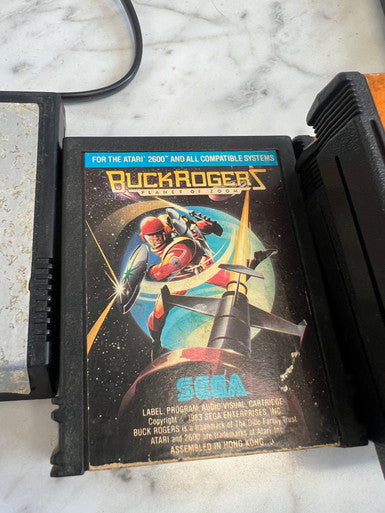 FOR THE ATARI 2600™ AND ALL COMPATIBLE SYSTEMS
BUCK ROGERS
PLANET OF ZOOM
SEGA
LABEL, PROGRAM, AUDIO-VISUAL, CARTRIDGE
Copyright 1983 SEGA ENTERPRISES, INC.
BUCK ROGERS is a trademark of The Dille Family Trust
ATARI and 2600 are trademarks of Atari Inc.
ASSEMBLED IN HONG KONG